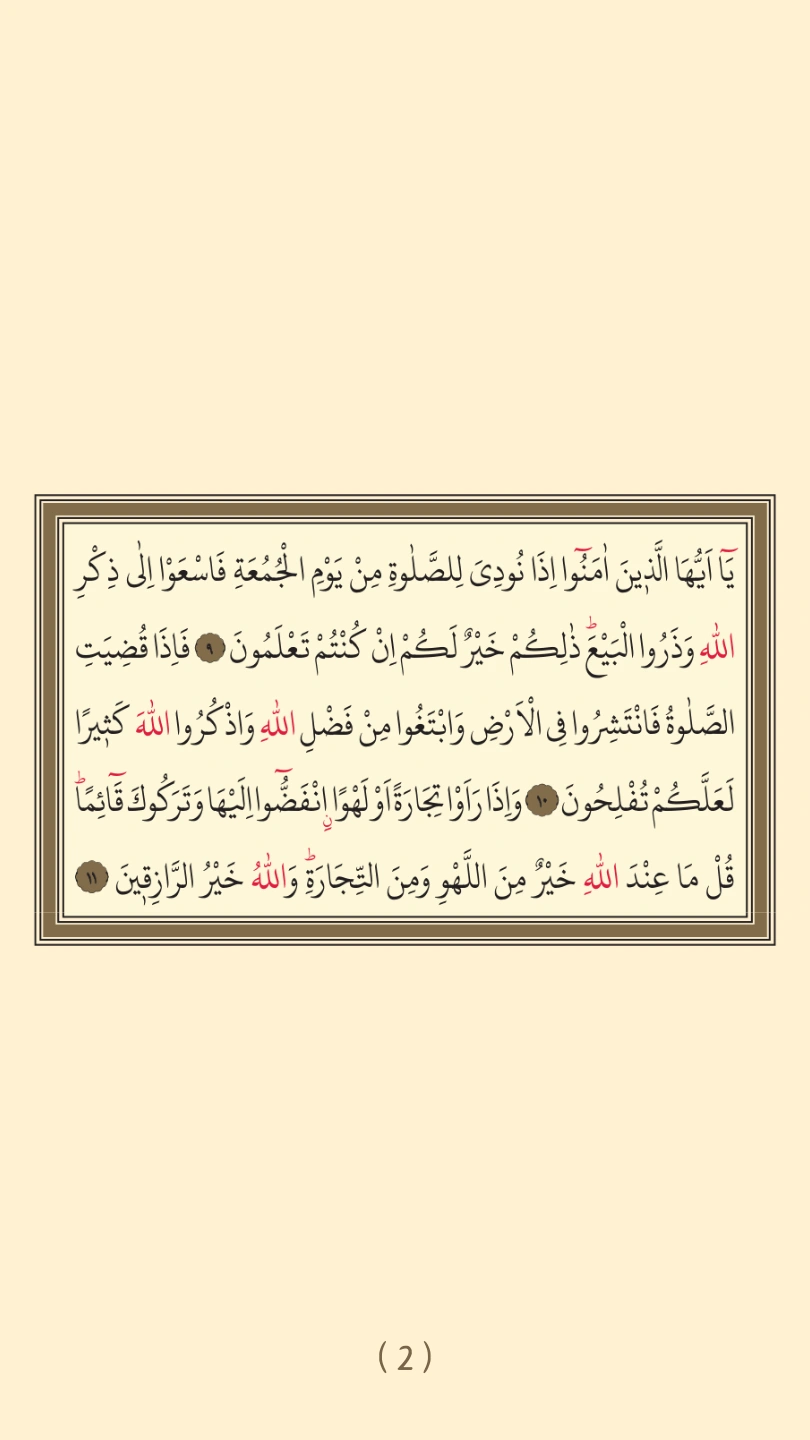 يَٓا اَيُّهَا الَّذ۪ينَ اٰمَنُٓوا اِذَا نُودِىَ لِلصَّلٰوةِ مِنْ يَوْمِ الْجُمُعَةِ فَاسْعَوْا اِلٰى ذِكْرِ
اللّٰهِ وَذَرُوا الْبَيْعَۜ ذٰلِكُمْ خَيْرٌ لَكُمْ اِنْ كُنْتُمْ تَعْلَمُونَ ﴿٩﴾ فَاِذَا قُضِيَتِ
الصَّلٰوةُ فَانْتَشِرُوا فِى الْاَرْضِ وَابْتَغُوا مِنْ فَضْلِ اللّٰهِ وَاذْكُرُوا اللّٰهَ كَث۪يرًا
لَعَلَّكُمْ تُفْلِحُونَ ﴿١٠﴾ وَاِذَا رَاَوْا تِجَارَةً اَوْ لَهْوًاۨ انْفَضُّٓوا اِلَيْهَا وَتَرَكُوكَ قَٓائِمًاۜ
قُلْ مَا عِنْدَ اللّٰهِ خَيْرٌ مِنَ اللَّهْوِ وَمِنَ التِّجَارَةِۜ وَاللّٰهُ خَيْرُ الرَّازِق۪ينَ ﴿١١﴾
( 2 )